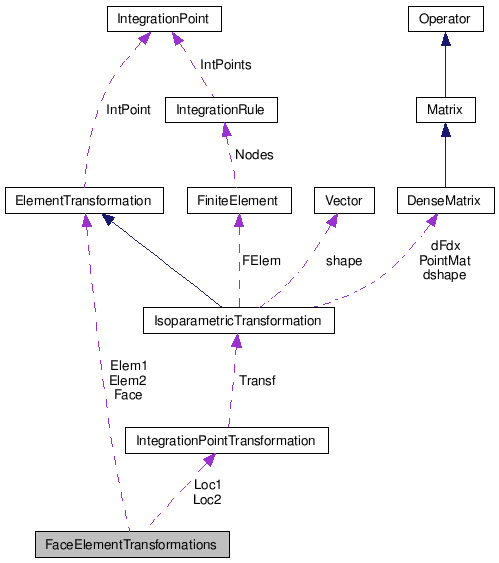 IntegrationPoint
Operator
IntPoints
IntPoint
IntegrationRule
Matrix
Nodes
ElementTransformation
FiniteElement
Vector
DenseMatrix
FElem
shape
dFdx
PointMat
dshape
IsoparametricTransformation
Elem1
Elem2
Face
Transf
IntegrationPointTransformation
Loc1
Loc2
FaceElementTransformations